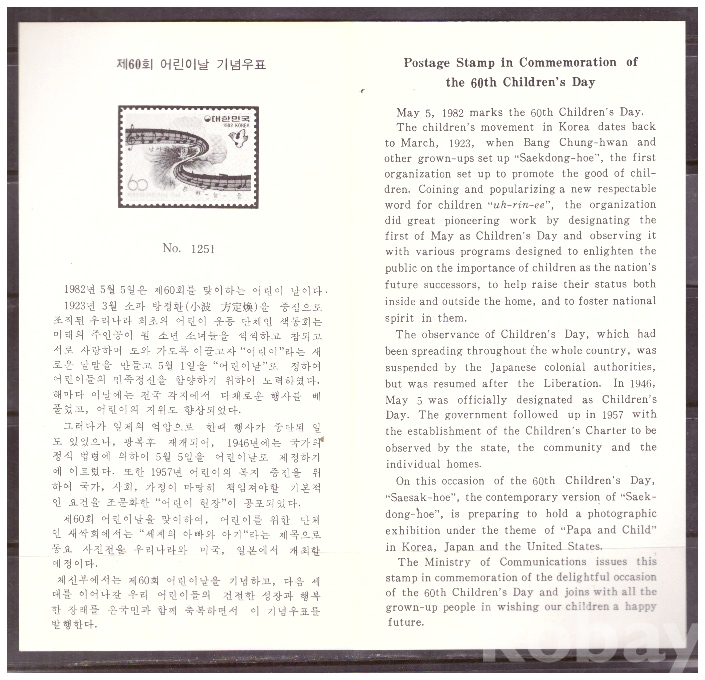 제60회 어린이날 기념우표
대한민국
1982 KOREA
60
No. 1251
1982년 5월 5일은 제60회를 맞이하는 어린이 날이다.
1923년 3월 소파 방정환(小波 方定煥)을 중심으로
조직된 우리나라 최초의 어린이 운동 단체인 색동회는
미래의 주인공이 될 소년 소녀들을 씩씩하고 참되고
서로 사랑하며 도와 가도록 이끌고자 "어린이"라는 새
로운 낱말을 만들고 5월 1일을 "어린이날"로 정하여
어린이들의 민족정신을 함양하기 위하여 노력하였다.
해마다 이날에는 전국 각지에서 다채로운 행사를 베
풀었고, 어린이의 지위도 향상되었다.
그러다가 일제의 억압으로 한때 행사가 중단된 일
도 있었으나, 광복후 재개되어, 1946년에는 국가의
정식 법령에 의하여 5월 5일을 어린이날로 제정하기
에 이르렀다. 또한 1957년 어린이의 복지 증진을 위
하여 국가, 사회, 가정이 마땅히 책임져야할 기본적
인 요건을 조문화한 "어린이 헌장"이 공포되었다.
제60회 어린이날을 맞이하여, 어린이를 위한 단체
인 새싹회에서는 "세계의 아빠와 아기"라는 제목으로
동요 사진전을 우리나라와 미국, 일본에서 개최할
예정이다.
체신부에서는 제60회 어린이날을 기념하고, 다음 세
대를 이어나갈 우리 어린이들의 건전한 성장과 행복
한 장래를 온국민과 함께 축복하면서 이 기념우표를
발행한다.
Postage Stamp in Commemoration of
the 60th Children's Day
May 5, 1982 marks the 60th Children's Day.
The children's movement in Korea dates back
to March, 1923, when Bang Chung-hwan and
other grown-ups set up "Saekdong-hoe", the first
organization set up to promote the good of chil-
dren. Coining and popularizing a new respectable
word for children "uh-rin-ee", the organization
did great pioneering work by designating the
first of May as Children's Day and observing it
with various programs designed to enlighten the
public on the importance of children as the nation's
future successors, to help raise their status both
inside and outside the home, and to foster national
spirit in them.
The observance of Children's Day, which had
been spreading throughout the whole country, was
suspended by the Japanese colonial authorities,
but was resumed after the Liberation. In 1946,
May 5 was officially designated as Children's
Day. The government followed up in 1957 with
the establishment of the Children's Charter to be
observed by the state, the community and the
individual homes.
On this occasion of the 60th Children's Day,
"Saesak-hoe", the contemporary version of "Saek-
dong-hoe", is preparing to hold a photographic
exhibition under the theme of "Papa and Child"
in Korea, Japan and the United States.
The Ministry of Communications issues this
stamp in commemoration of the delightful occasion
of the 60th Children's Day and joins with all the
grown-up people in wishing our children a happy
future.
Kobay